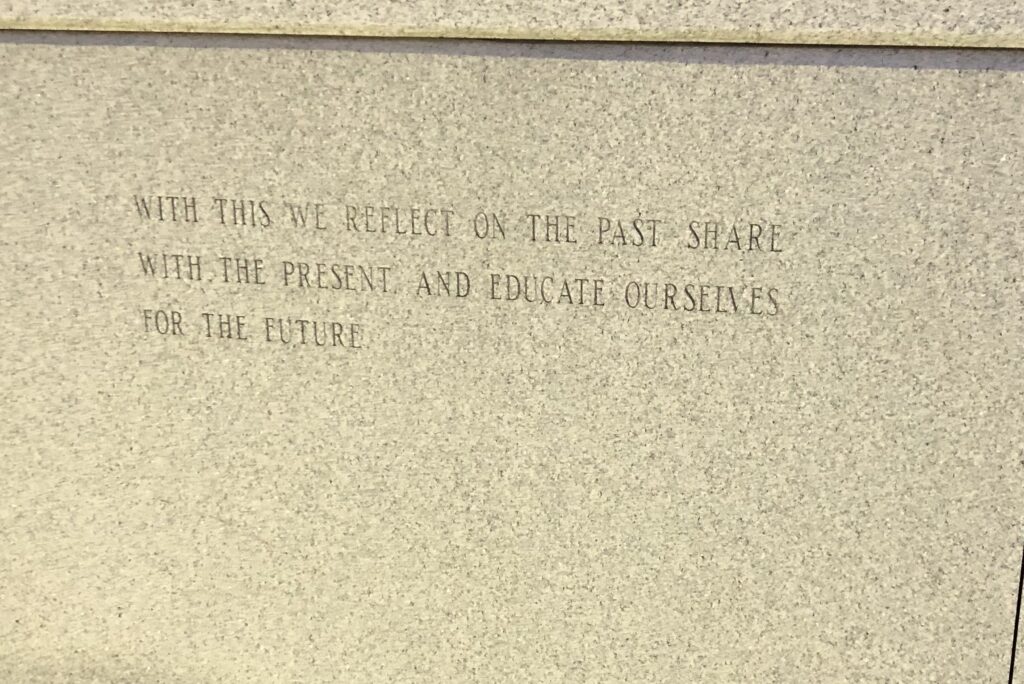 WITH THIS WE REFLECT ON THE PAST SHARE
WITH THE PRESENT AND EDUCATE OURSELVES
FOR THE FUTURE